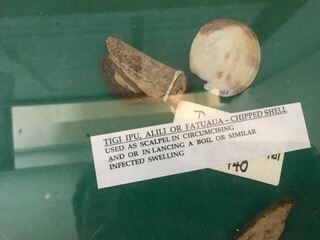 TIGI IPU, ALILI OR FATUAUA - CHIPPED SHELL
USED AS SCALPEL IN CIRCUMCISING
AND OR IN LANCING A BOIL OR SIMILAR
INFECTED SWELLING